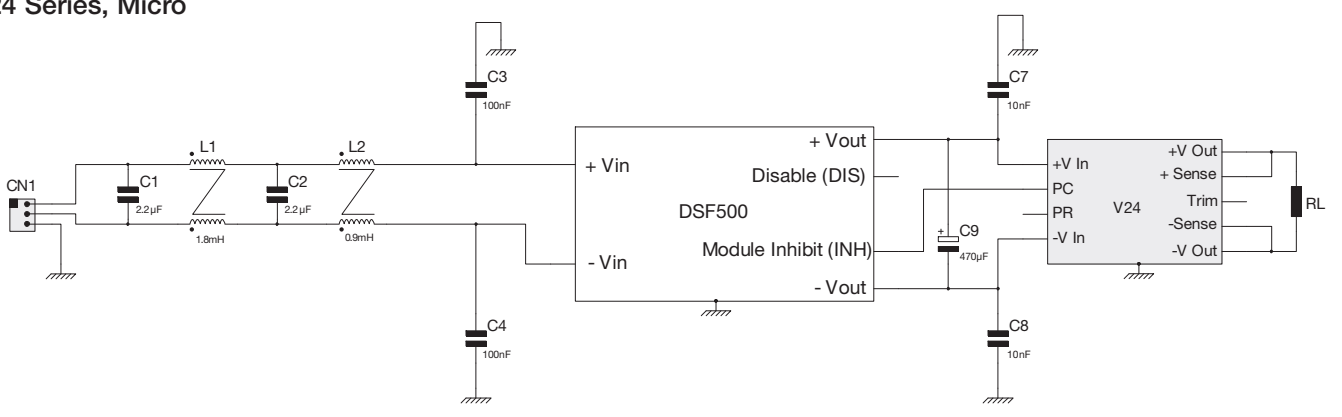 24 Series, Micro
CN1
C1
2.2µF
L1
1.8mH
C2
2.2µF
L2
0.9mH
C3
100nF
C4
100nF
+ Vin
- Vin
DSF500
+ Vout
Disable (DIS)
Module Inhibit (INH)
- Vout
C7
10nF
+
C9
470µF
C8
10nF
+V In
PC
PR
-V In
V24
+V Out
+ Sense
Trim
-Sense
-V Out
RL